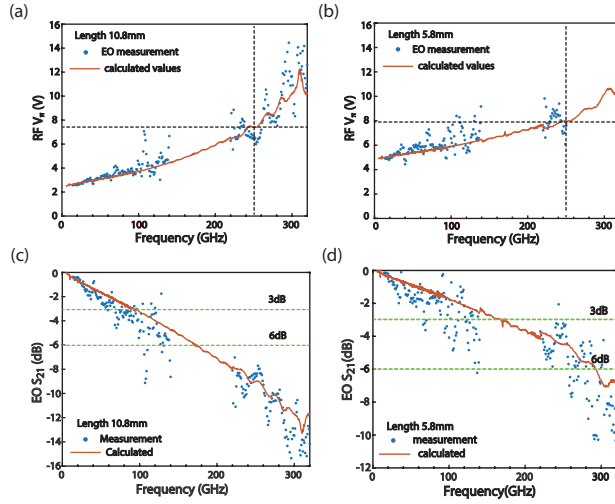 (a)
Length 10.8mm
EO measurement
calculated values
RF Vπ (V)
16
14
12
10
8
6
4
2
0
0 100 200 300
Frequency (GHz)
(b)
Length 5.8mm
EO measurement
calculated values
RF Vπ (V)
16
14
12
10
8
6
4
2
0
0 100 200 300
Frequency(GHz)
(c)
3dB
6dB
EO S21 (dB)
0
-2
-4
-6
-8
-10
-12
-14
-16
Length 10.8mm
Measurement
Calculated
0 100 200 300
Frequency (GHz)
(d)
3dB
6dB
EO S21(dB)
0
-2
-4
-6
-8
-10
-12
Length 5.8mm
measurement
calculated
0 100 200 300
Frequency(GHz)